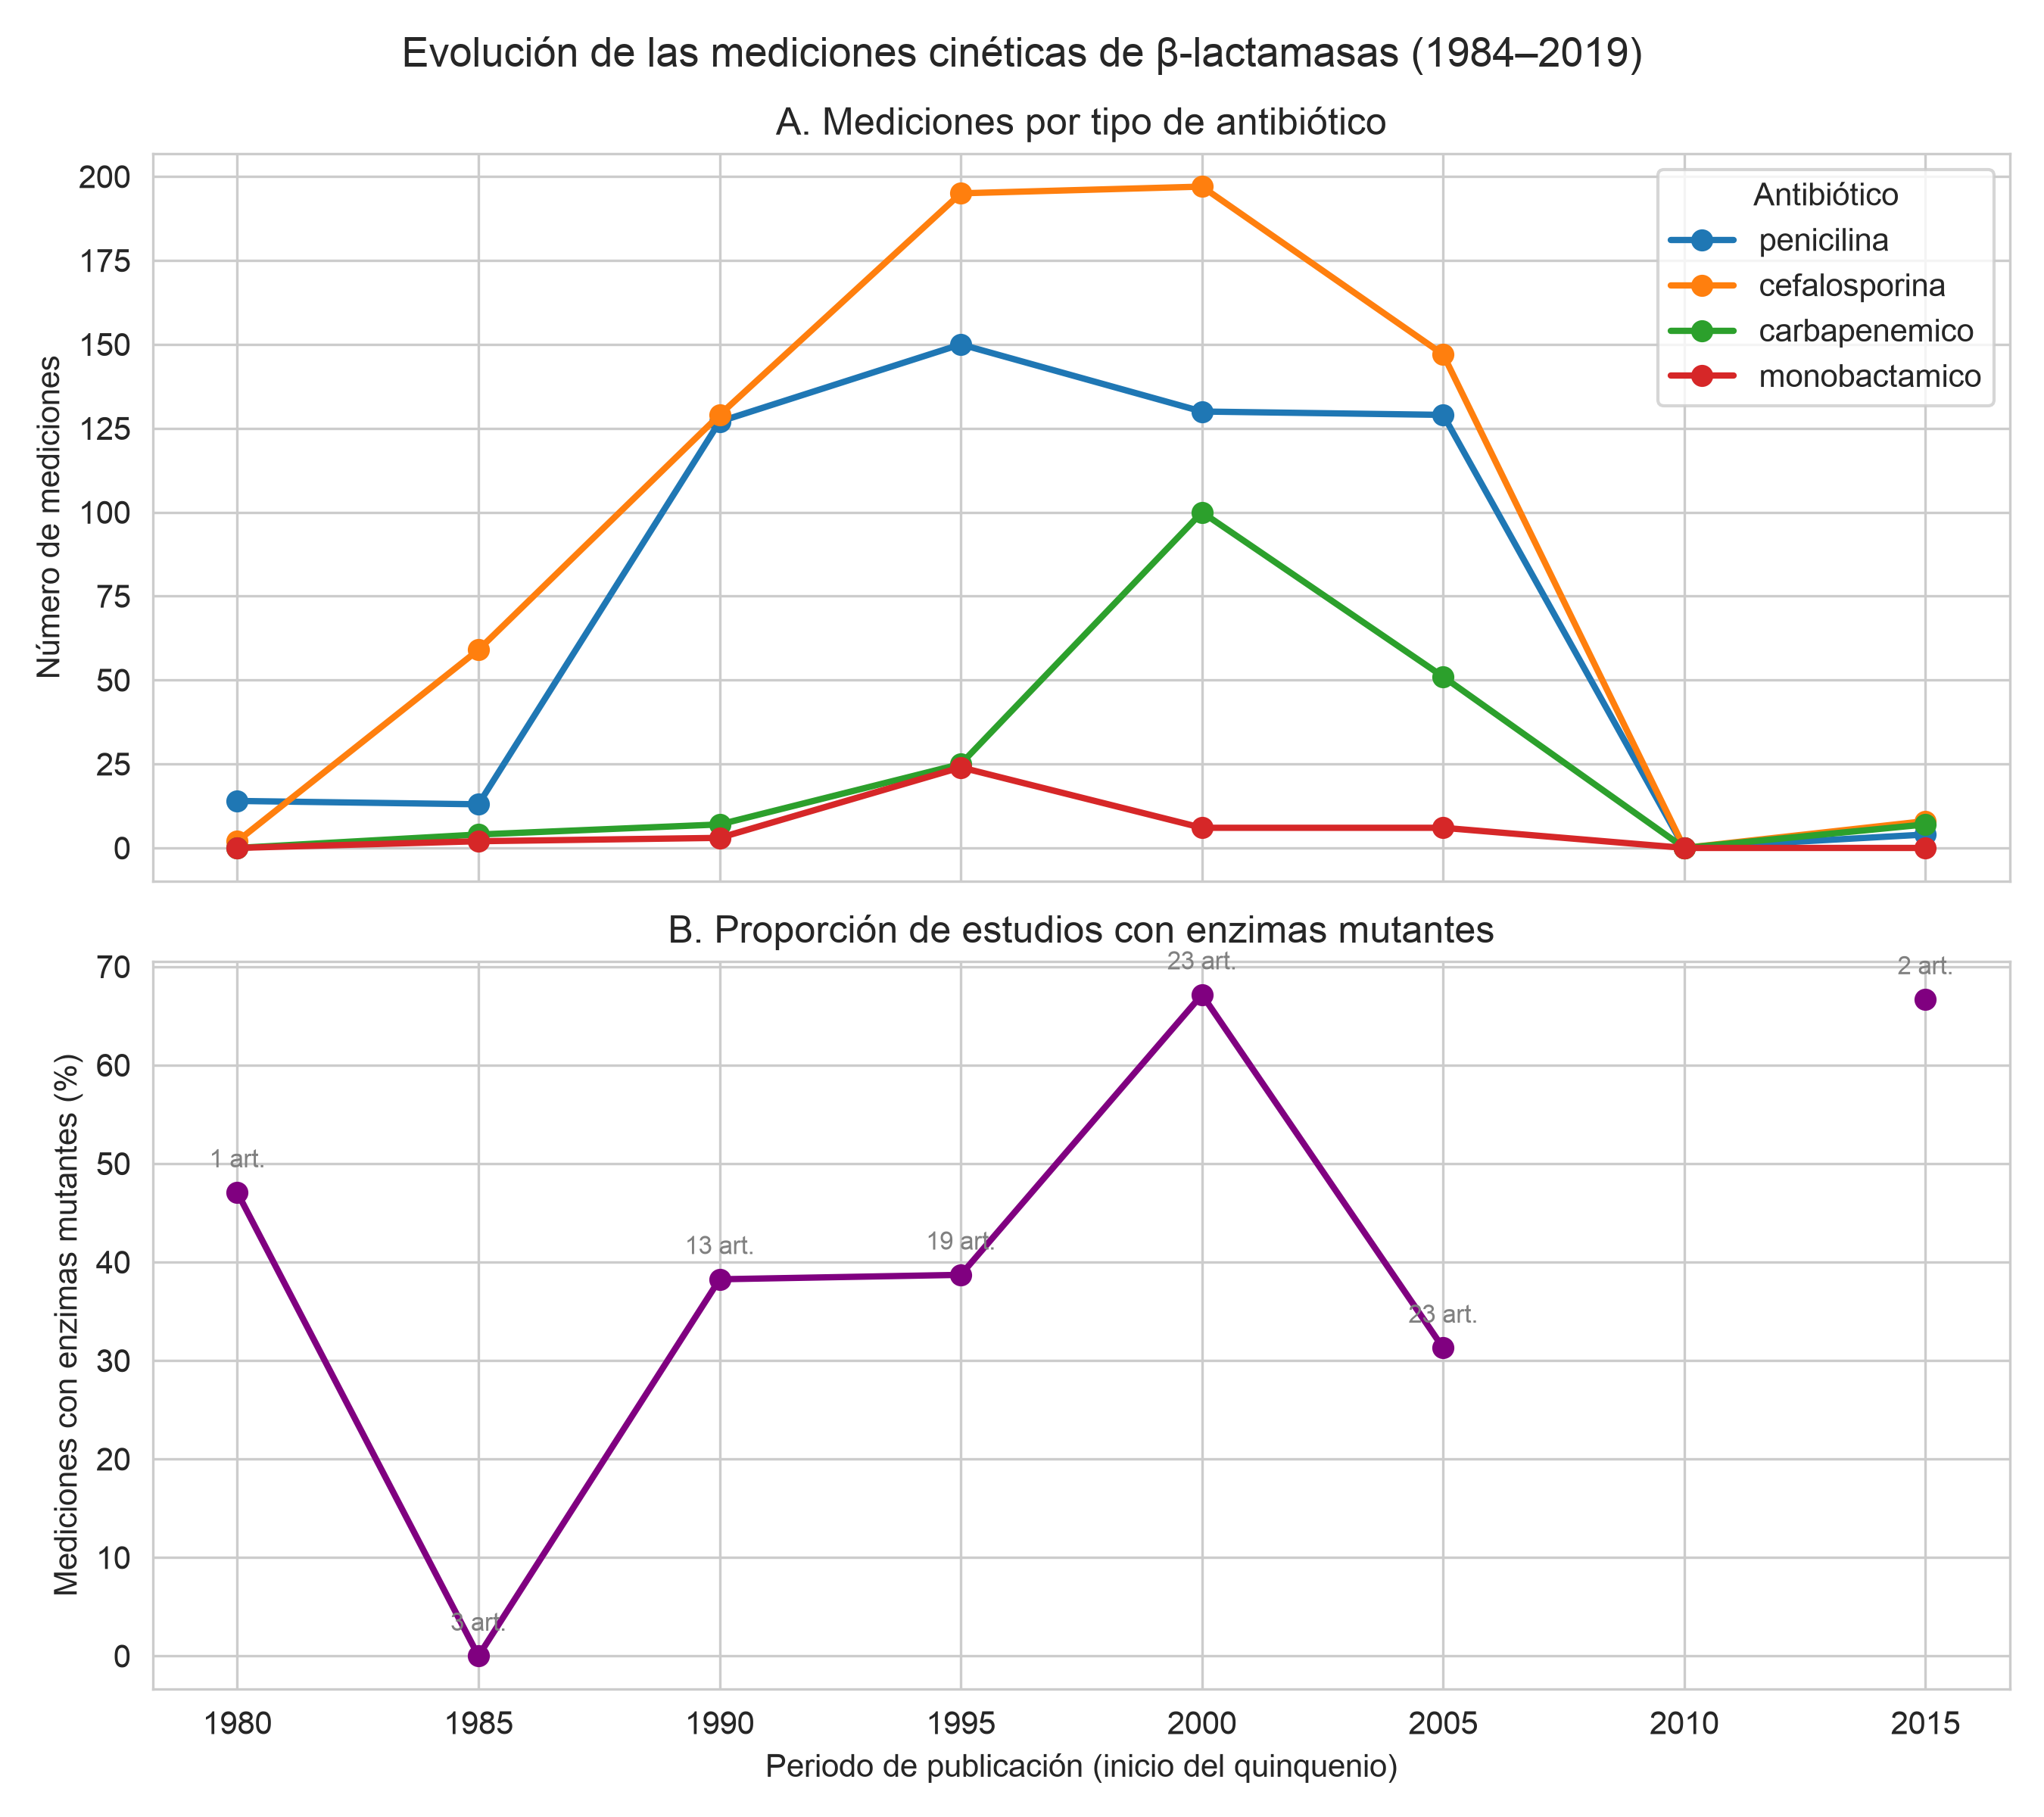 Evolución de las mediciones cinéticas de β-lactamasas (1984–2019)
A. Mediciones por tipo de antibiótico
Número de mediciones
200
175
150
125
100
75
50
25
0
Antibiótico
penicilina
cefalosporina
carbapenemico
monobactamico
B. Proporción de estudios con enzimas mutantes
Mediciones con enzimas mutantes (%)
70
60
50
40
30
20
10
0
1 art.
3 art.
13 art.
19 art.
23 art.
23 art.
2 art.
1980
1985
1990
1995
2000
2005
2010
2015
Periodo de publicación (inicio del quinquenio)